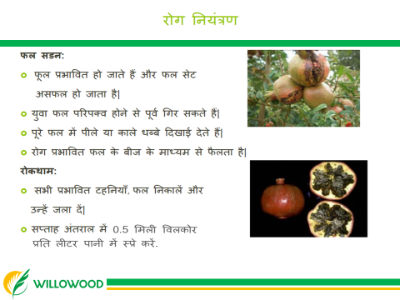 रोग नियंत्रण
फल सडन:
फूल प्रभावित हो जाते हैं और फल सेट
असफल हो जाता है|
युवा फल परिपक्व होने से पूर्व गिर सकते हैं|
पूरे फल में पीले या काले धब्बे दिखाई देते हैं|
रोग प्रभावित फल के बीज के माध्यम से फैलता है|
रोकथाम:
सभी प्रभावित टहनियाँ, फल निकालें और
उन्हें जला दें|
सप्ताह अंतराल में 0.5 मिली विलकोर
प्रति लीटर पानी में स्प्रे करें.
WILLOWOOD